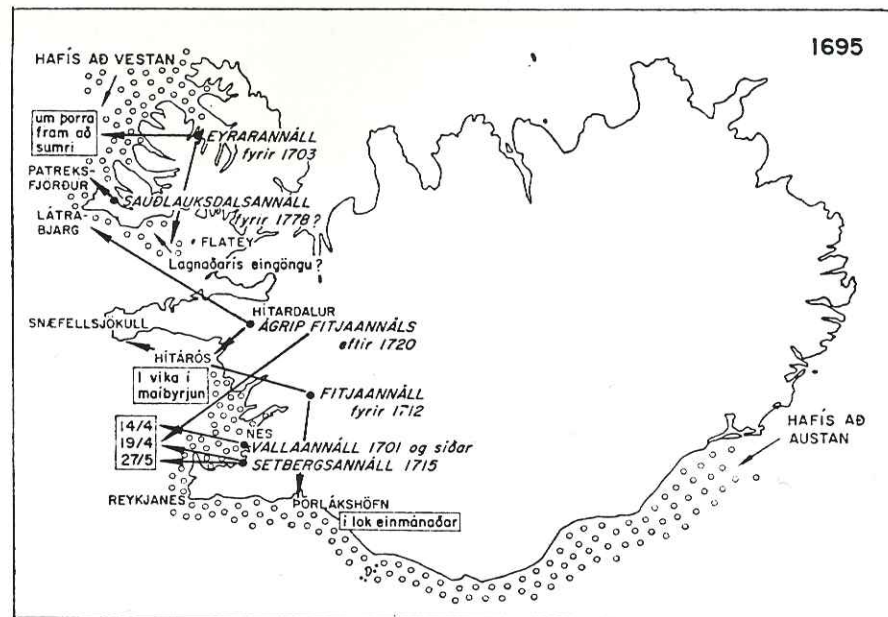 1695
HAFÍS AÐ VESTAN
um þorra
fram að
sumri
EYRARANNÁLL
fyrir 1703
PATREKS-
FJÖRÐUR
SAUÐLAUKSDALSANNÁLL
fyrir 1778?
LÁTRA-
BJARG
FLATEY
Lagnaðarís eingöngu?
HÍTARDALUR
SNÆFELLSJÖKULL
ÁGRIP FITJAANNÁLS
eftir 1720
HÍTARÓS
1 vika í
maíbyrjun
FITJAANNÁLL
fyrir 1712
14/4
19/4
27/5
NES
VALLAANNÁLL 1701 og síðar
SETBERGSANNÁLL 1715
HAFÍS AÐ
AUSTAN
REYKJANES
ÞORLÁKSHÖFN
í lok einmánaðar